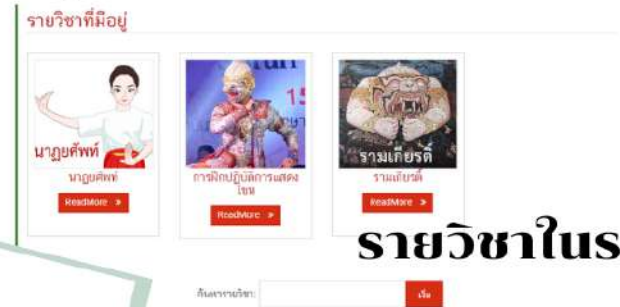 รายวิชาที่มีอยู่
นาฏยศัพท์
15
รามเกียรติ์
นาฏยศัพท์
การฝึกปฏิบัติการแสดง
โขน
รามเกียรติ์
ReadMore »
ReadMore »
ReadMore »
รายวิชาในร
ค้นหารายวิชา: